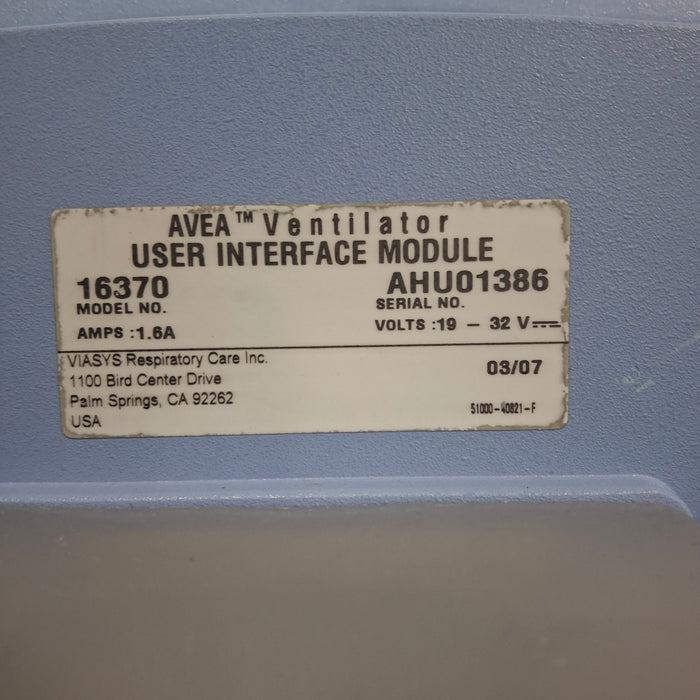 AVEA™ Ventilator
USER INTERFACE MODULE
16370 AHU01386
MODEL NO. SERIAL NO.
AMPS :1.6A VOLTS :19 – 32 V⎓
VIASYS Respiratory Care Inc. 03/07
1100 Bird Center Drive
Palm Springs, CA 92262 51000-40821-F
USA